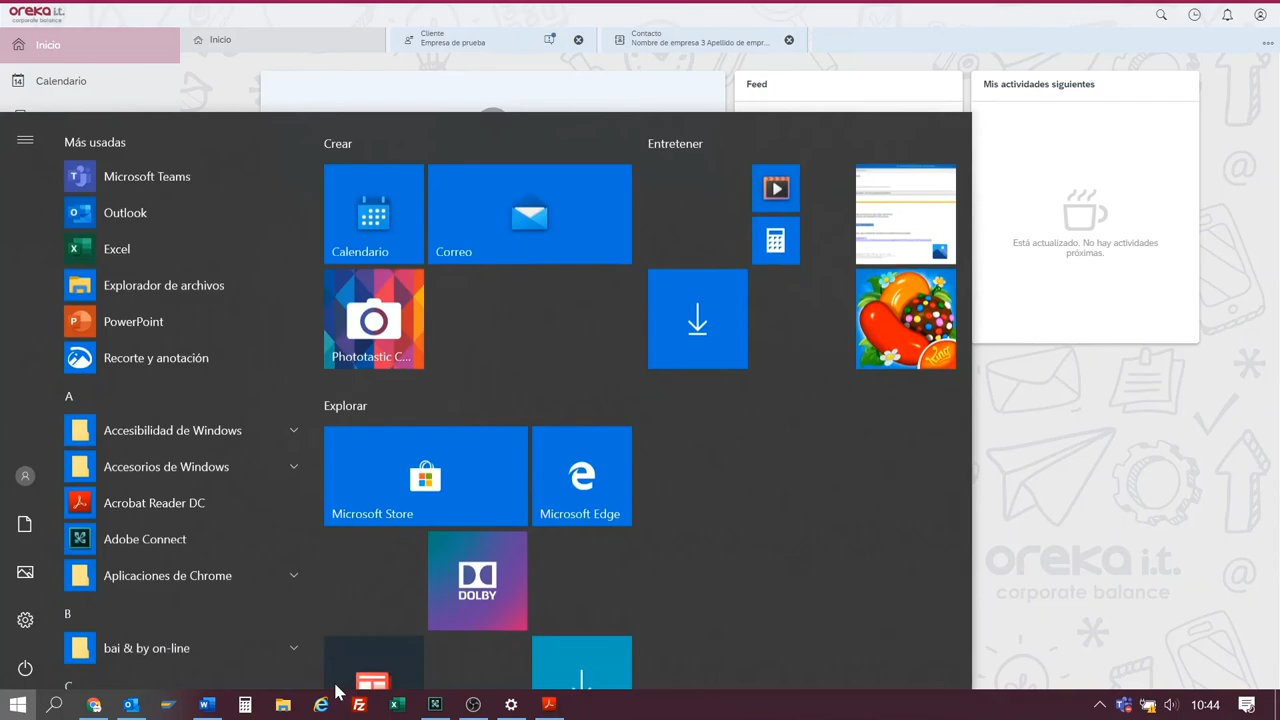 oreka i.t.
corporate balance
Inicio
Inicio
Cliente
Empresa de prueba
Contacto
Nombre de empresa 3 Apellido de empr...
14
Calendario
Feed
Mis actividades siguientes
Está actualizado. No hay actividades
próximas.
Más usadas
Microsoft Teams
Outlook
Excel
Explorador de archivos
PowerPoint
Recorte y anotación
A
Accesibilidad de Windows
Accesorios de Windows
Acrobat Reader DC
Adobe Connect
Aplicaciones de Chrome
B
bai & by on-line
C
Crear
Calendario
Correo
Phototastic C...
Explorar
Microsoft Store
Microsoft Edge
DOLBY
Entretener
King
oreka i.t.
corporate balance
10:44